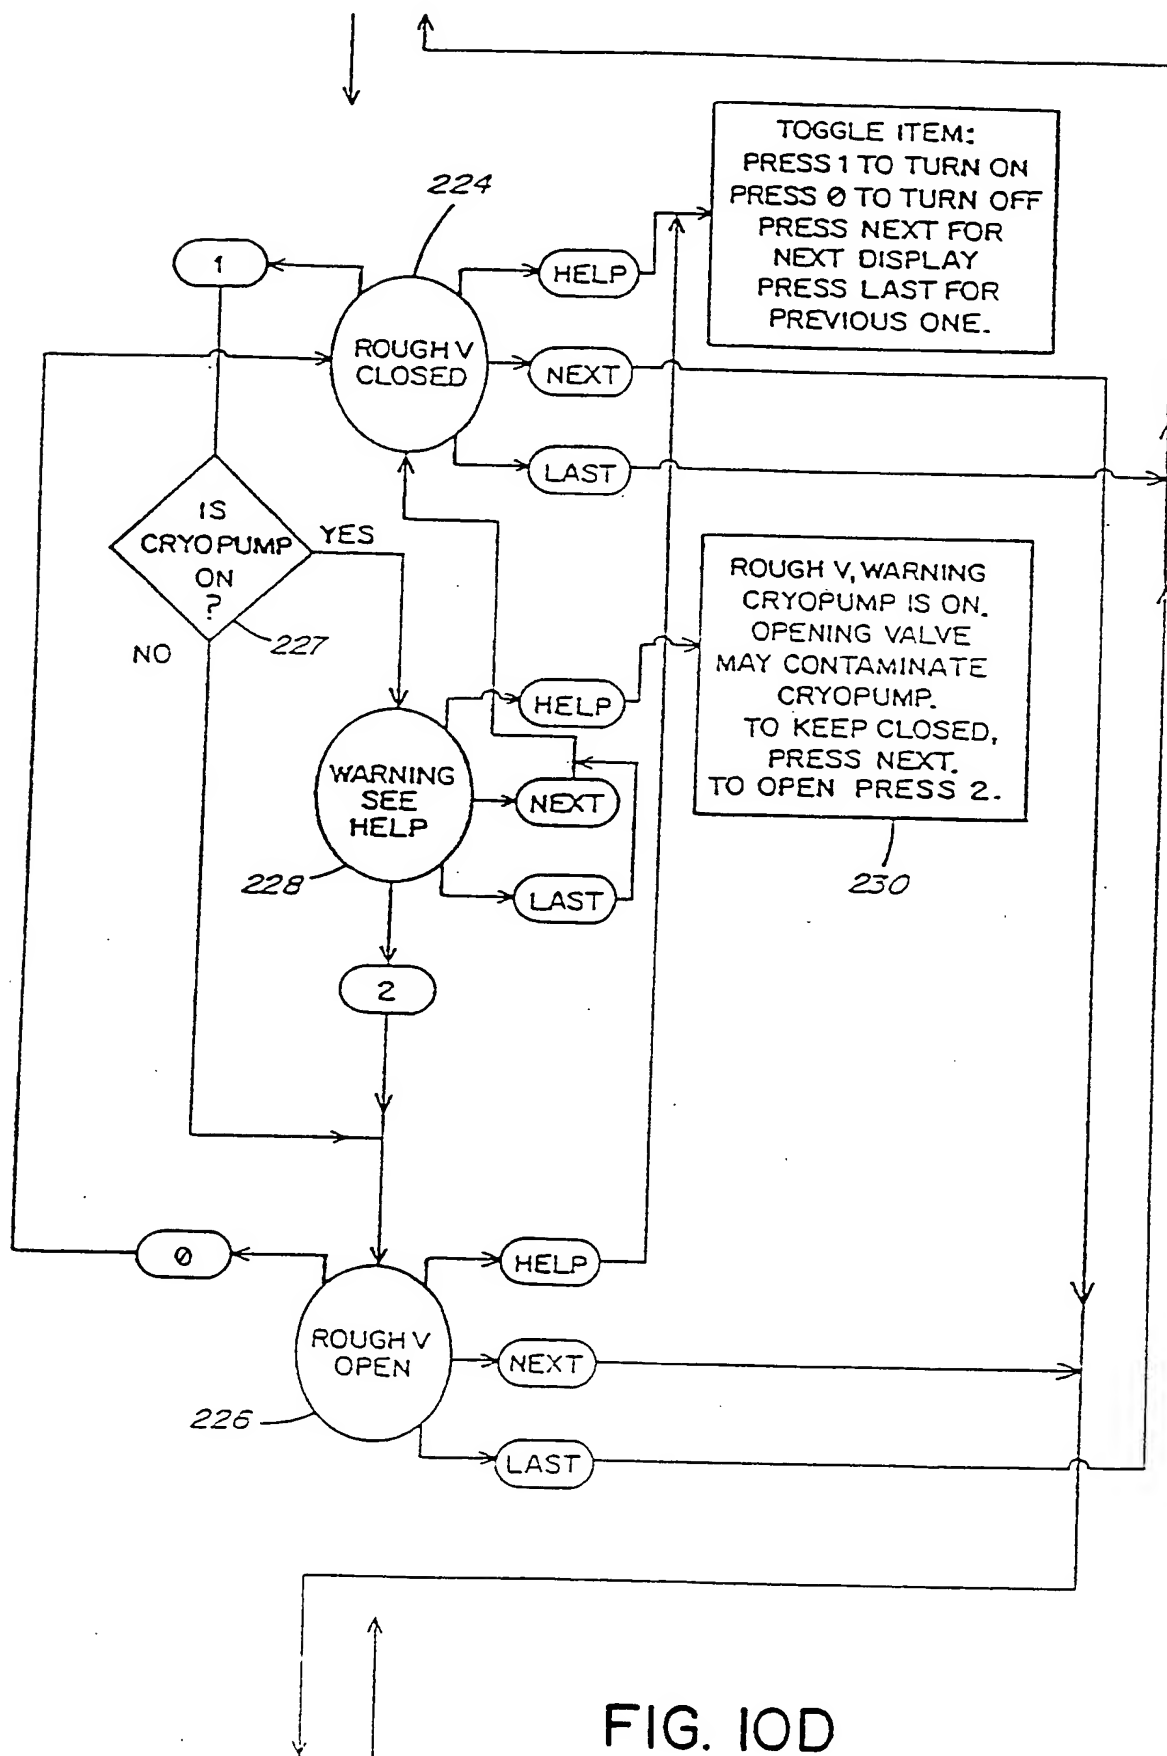 TOGGLE ITEM:
PRESS 1 TO TURN ON
PRESS 0 TO TURN OFF
PRESS NEXT FOR
NEXT DISPLAY
PRESS LAST FOR
PREVIOUS ONE.
224
1
HELP
ROUGH V
CLOSED
NEXT
LAST
IS
CRYOPUMP
ON
?
YES
NO
227
ROUGH V, WARNING
CRYOPUMP IS ON.
OPENING VALVE
MAY CONTAMINATE
CRYOPUMP.
TO KEEP CLOSED,
PRESS NEXT.
TO OPEN PRESS 2.
230
HELP
WARNING
SEE
HELP
NEXT
228
LAST
2
0
HELP
ROUGH V
OPEN
NEXT
226
LAST
FIG. 10D